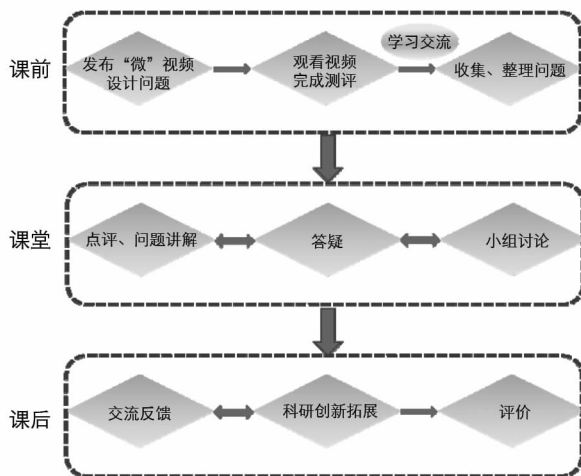 学习交流
课前
发布“微”视频
设计问题
观看视频
完成测评
收集、整理问题
课堂
点评、问题讲解
答疑
小组讨论
课后
交流反馈
科研创新拓展
评价